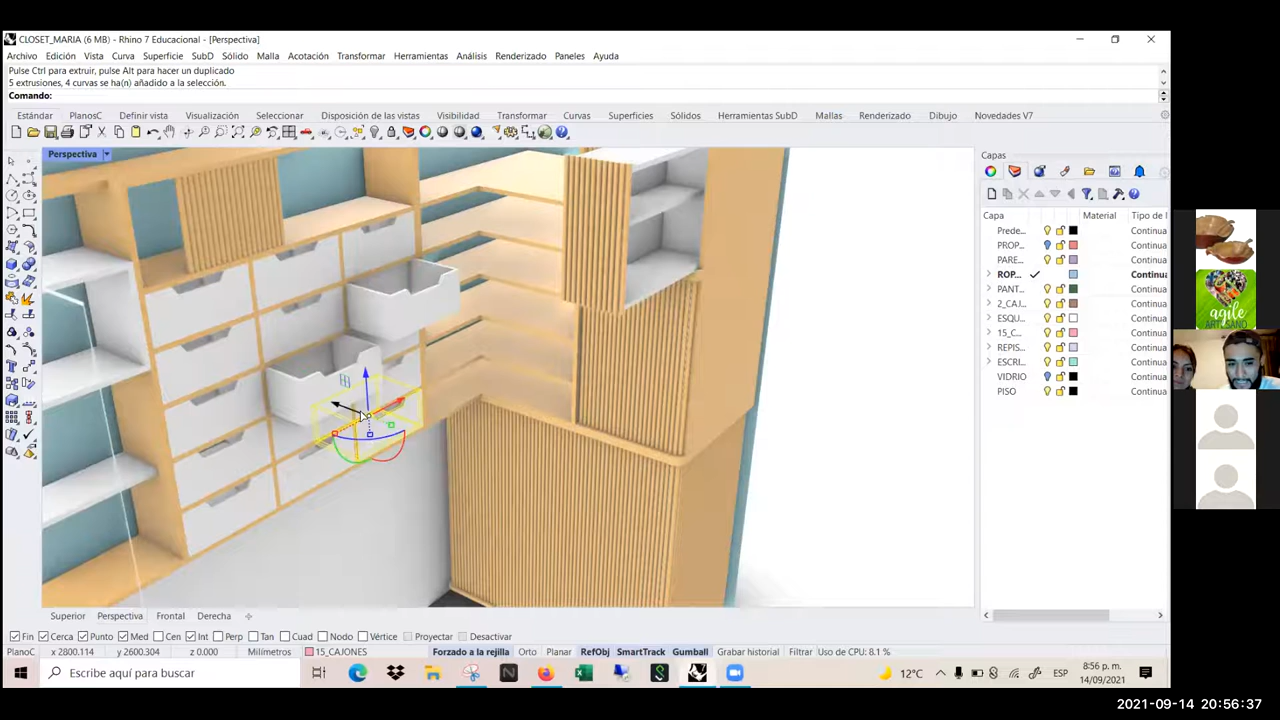 CLOSET_MARIA (6 MB) - Rhino 7 Educacional - [Perspectiva]
Archivo Edición Vista Curva Superficie SubD Sólido Malla Acotación Transformar Herramientas Análisis Renderizado Paneles Ayuda
Pulse Ctrl para extruir, pulse Alt para hacer un duplicado
5 extrusiones, 4 curvas se ha(n) añadido a la selección.
Comando:
Estándar PlanosC Definir vista Visualización Seleccionar Disposición de las vistas Visibilidad Transformar Curvas Superficies Sólidos Herramientas SubD Mallas Renderizado Dibujo Novedades V7
Perspectiva
Capas
Capa Material Tipo de l
Prede... Continua
PROP... Continua
PARE... Continua
ROP... Continua
PANT... Continua
2_CAJ... Continua
ESQU... Continua
15_C... Continua
REPIS... Continua
ESCRI... Continua
VIDRIO Continua
PISO Continua
agile
ARTESANO
Superior Perspectiva Frontal Derecha
Fin Cerca Punto Med Cen Int Perp Tan Cuad Nodo Vértice Proyectar Desactivar
PlanoC x 2800.114 y 2600.304 z 0.000 Milímetros 15_CAJONES Forzado a la rejilla Orto Planar RefObj SmartTrack Gumball Grabar historial Filtrar Uso de CPU: 8.1 %
Escribe aquí para buscar
12°C ESP 8:56 p. m.
14/09/2021
2021-09-14 20:56:37